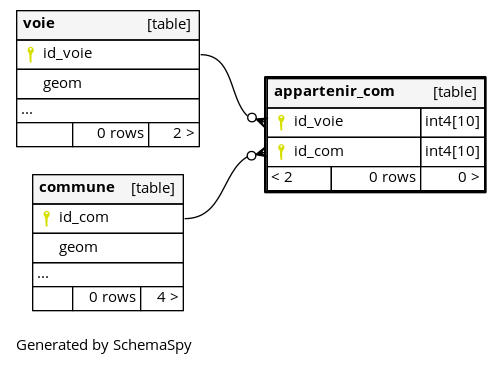 voie [table]
id_voie
geom
...
0 rows 2 >
appartenir_com [table]
id_voie int4[10]
id_com int4[10]
< 2 0 rows 0 >
commune [table]
id_com
geom
...
0 rows 4 >
Generated by SchemaSpy